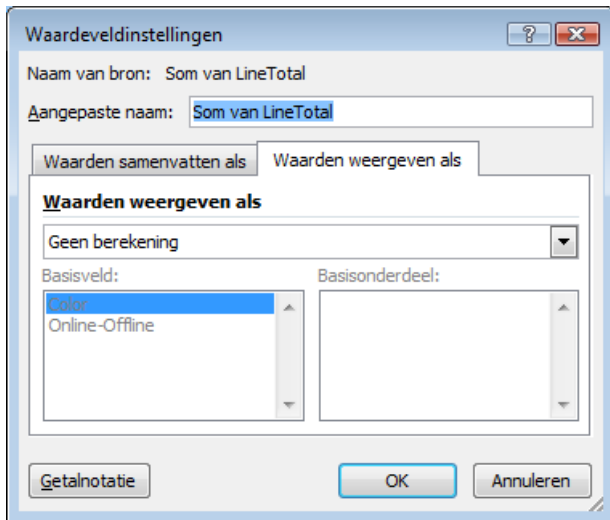 Waardeveldinstellingen
Naam van bron: Som van LineTotal
Aangepaste naam: Som van LineTotal
Waarden samenvatten als Waarden weergeven als
Waarden weergeven als
Geen berekening
Basisveld: Basisonderdeel:
Color
Online-Offline
Getalnotatie OK Annuleren